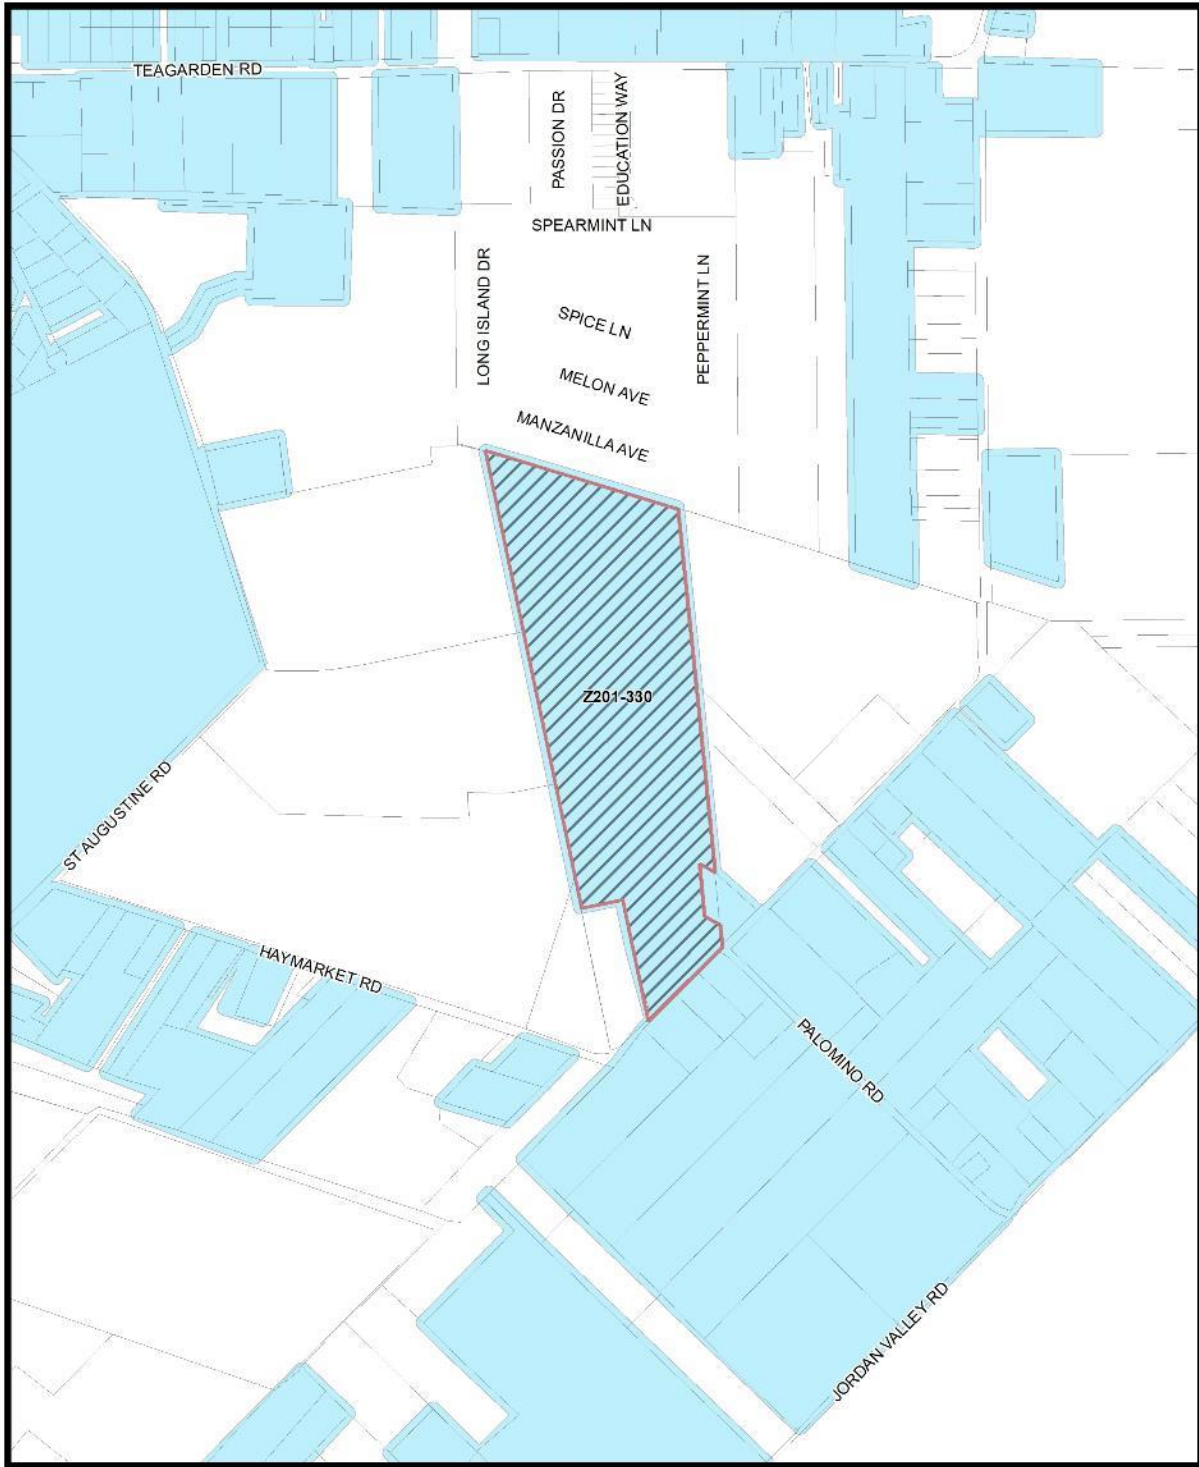 TEAGARDEN RD
PASSION DR
EDUCATION WAY
SPEARMINT LN
LONG ISLAND DR
PEPPERMINT LN
SPICE LN
MELON AVE
MANZANILLA AVE
Z201-330
ST AUGUSTINE RD
HAYMARKET RD
PALOMINO RD
JORDAN VALLEY RD